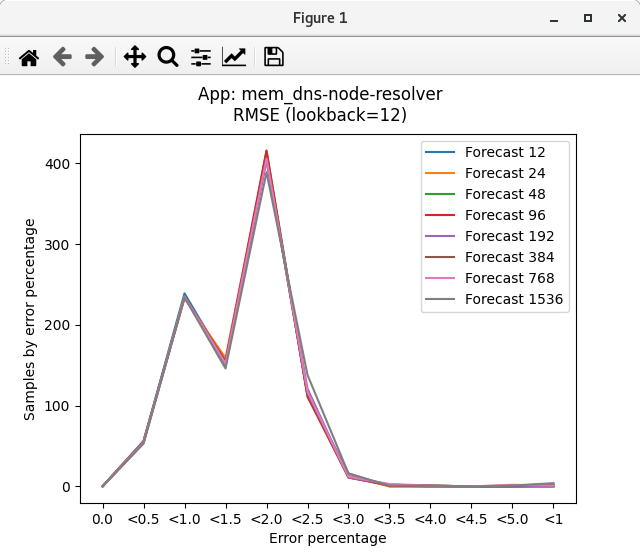 Figure 1
App: mem_dns-node-resolver
RMSE (lookback=12)
Forecast 12
Forecast 24
Forecast 48
Forecast 96
Forecast 192
Forecast 384
Forecast 768
Forecast 1536
Samples by error percentage
400
300
200
100
0
0.0 <0.5 <1.0 <1.5 <2.0 <2.5 <3.0 <3.5 <4.0 <4.5 <5.0 <1
Error percentage